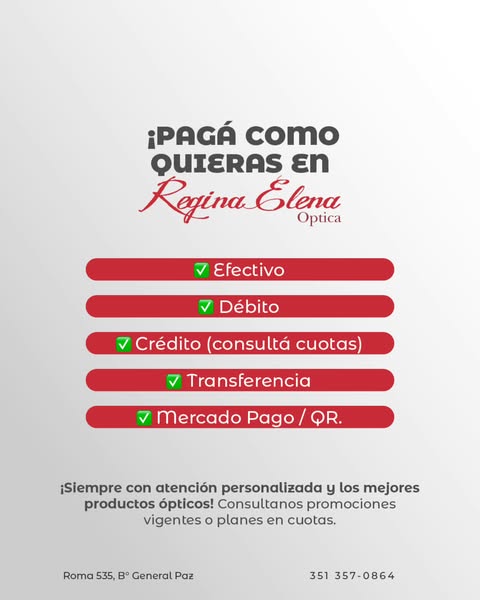 ¡PAGÁ COMO
QUIERAS EN
Regina Elena
Optica
✅ Efectivo
✅ Débito
✅ Crédito (consultá cuotas)
✅ Transferencia
✅ Mercado Pago / QR.
¡Siempre con atención personalizada y los mejores
productos ópticos! Consultanos promociones
vigentes o planes en cuotas.
Roma 535, B° General Paz
351 357-0864